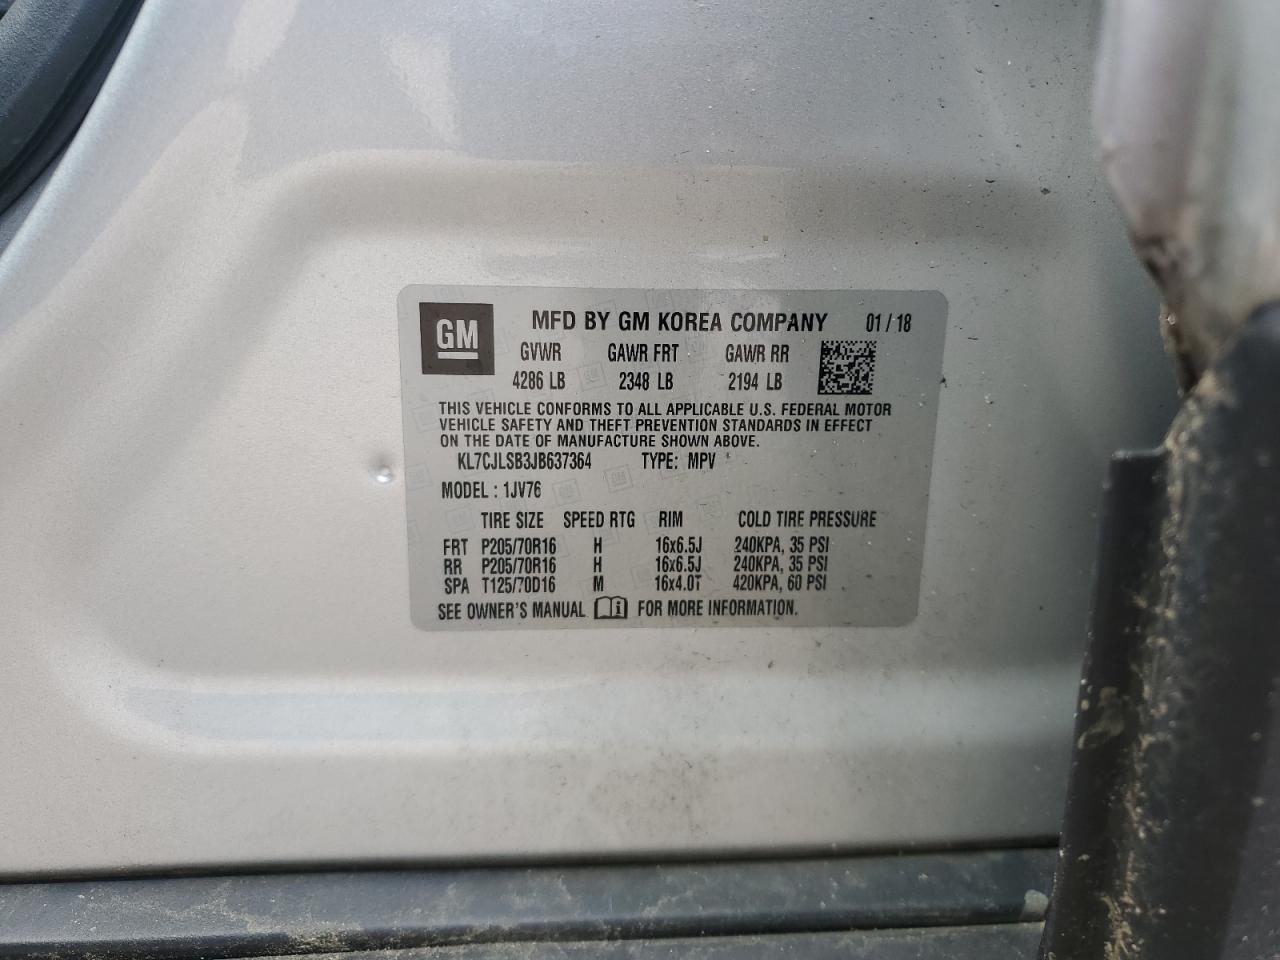 GM MFD BY GM KOREA COMPANY 01 / 18
GVWR GAWR FRT GAWR RR
4286 LB 2348 LB 2194 LB
THIS VEHICLE CONFORMS TO ALL APPLICABLE U.S. FEDERAL MOTOR
VEHICLE SAFETY AND THEFT PREVENTION STANDARDS IN EFFECT
ON THE DATE OF MANUFACTURE SHOWN ABOVE.
KL7CJLSB3JB637364 TYPE: MPV
MODEL : 1JV76
TIRE SIZE SPEED RTG RIM COLD TIRE PRESSURE
FRT P205/70R16 H 16x6.5J 240KPA, 35 PSI
RR P205/70R16 H 16x6.5J 240KPA, 35 PSI
SPA T125/70D16 M 16x4.0T 420KPA, 60 PSI
SEE OWNER'S MANUAL i FOR MORE INFORMATION.